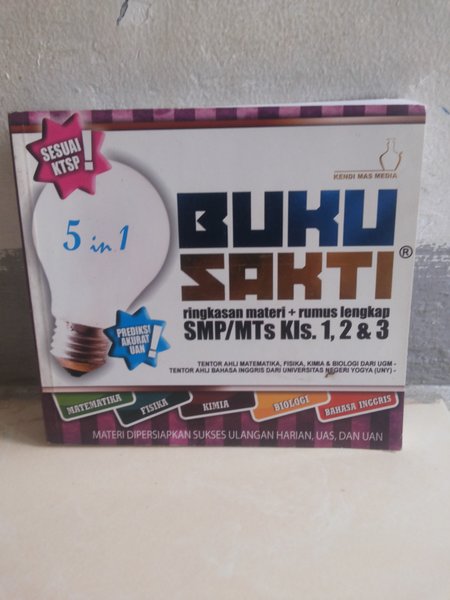 SESUAI
KTSP!
KENDI MAS MEDIA
5 in 1
BUKU
SAKTI®
ringkasan materi + rumus lengkap
SMP/MTs Kls. 1, 2 & 3
PREDIKSI
AKURAT
UAN!
TENTOR AHLI MATEMATIKA, FISIKA, KIMIA & BIOLOGI DARI UGM -
TENTOR AHLI BAHASA INGGRIS DARI UNIVERSITAS NEGERI YOGYA (UNY) -
MATEMATIKA
FISIKA
KIMIA
BIOLOGI
BAHASA INGGRIS
MATERI DIPERSIAPKAN SUKSES ULANGAN HARIAN, UAS, DAN UAN